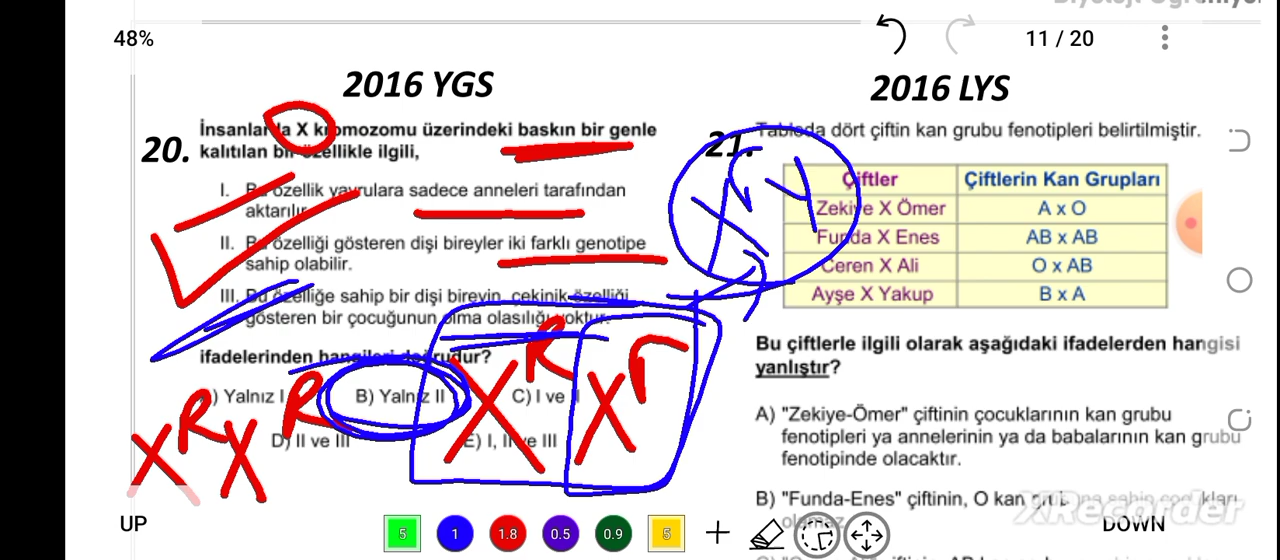 48%
11 / 20
2016 YGS
20.
İnsanlarda X kromozomu üzerindeki baskın bir genle
kalıtılan bir özellikle ilgili,
I. Bu özellik yavrulara sadece anneleri tarafından
aktarılır.
II. Bu özelliği gösteren dişi bireyler iki farklı genotipe
sahip olabilir.
III. Bu özelliğe sahip bir dişi bireyin, çekinik özelliği
gösteren bir çocuğunun olma olasılığı yoktur.
ifadelerinden hangileri doğrudur?
A) Yalnız I
B) Yalnız II
C) I ve II
D) II ve III
E) I, II ve III
X^R X^R
X^R X^r
2016 LYS
21.
Tabloda dört çiftin kan grubu fenotipleri belirtilmiştir.
Çiftler Çiftlerin Kan Grupları
Zekiye X Ömer A x O
Funda X Enes AB x AB
Ceren X Ali O x AB
Ayşe X Yakup B x A
X^r Y
Bu çiftlerle ilgili olarak aşağıdaki ifadelerden hangisi
yanlıştır?
A) "Zekiye-Ömer" çiftinin çocuklarının kan grubu
fenotipleri ya annelerinin ya da babalarının kan grubu
fenotipinde olacaktır.
B) "Funda-Enes" çiftinin, O kan
UP
5 1 1.8 0.5 0.9 5
DOWN
XRecorder